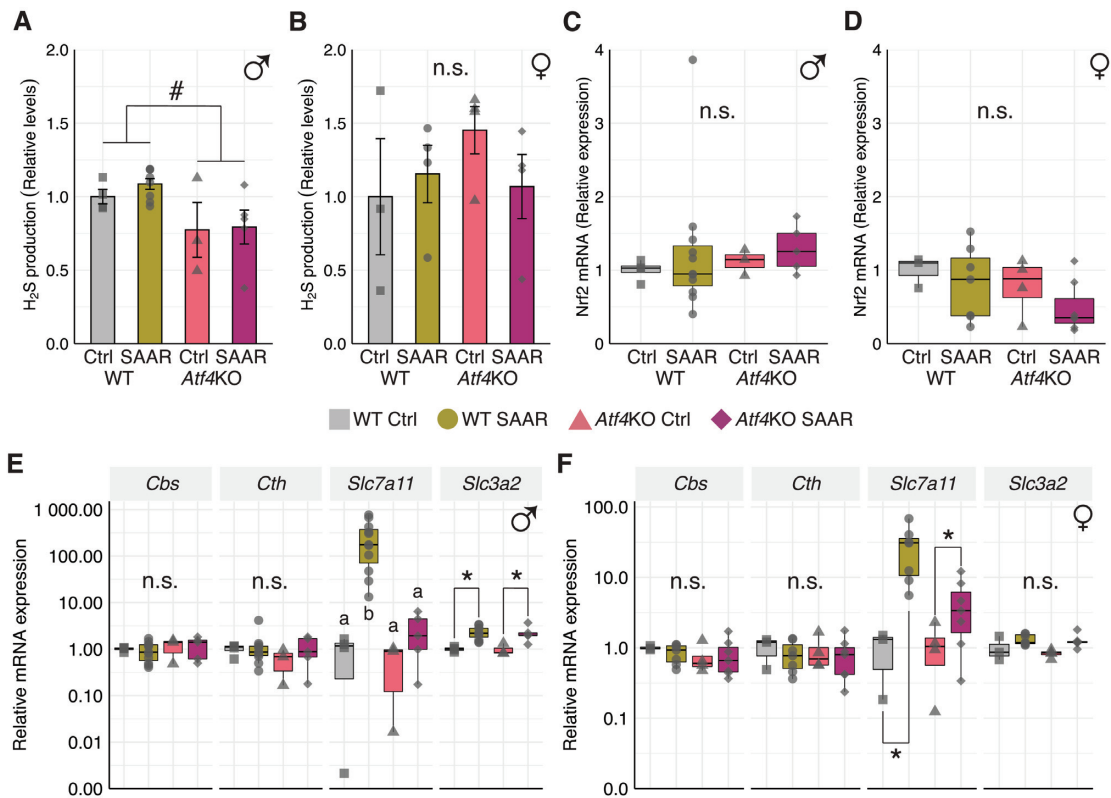 A
B
C
D
♂
♀
♂
♀
H2S production (Relative levels)
2.0
1.5
1.0
0.5
0.0
#
Ctrl SAAR Ctrl SAAR
WT Atf4KO
H2S production (Relative levels)
2.0
1.5
1.0
0.5
0.0
n.s.
Ctrl SAAR Ctrl SAAR
WT Atf4KO
Nrf2 mRNA (Relative expression)
4
3
2
1
0
n.s.
Ctrl SAAR Ctrl SAAR
WT Atf4KO
Nrf2 mRNA (Relative expression)
4
3
2
1
0
n.s.
Ctrl SAAR Ctrl SAAR
WT Atf4KO
WT Ctrl WT SAAR Atf4KO Ctrl Atf4KO SAAR
E
Cbs Cth Slc7a11 Slc3a2
♂
Relative mRNA expression
1 000.00
100.00
10.00
1.00
0.10
0.01
0.00
n.s. n.s. a b a a * *
F
Cbs Cth Slc7a11 Slc3a2
♀
Relative mRNA expression
100.0
10.0
1.0
0.1
0.0
n.s. n.s. * * n.s.